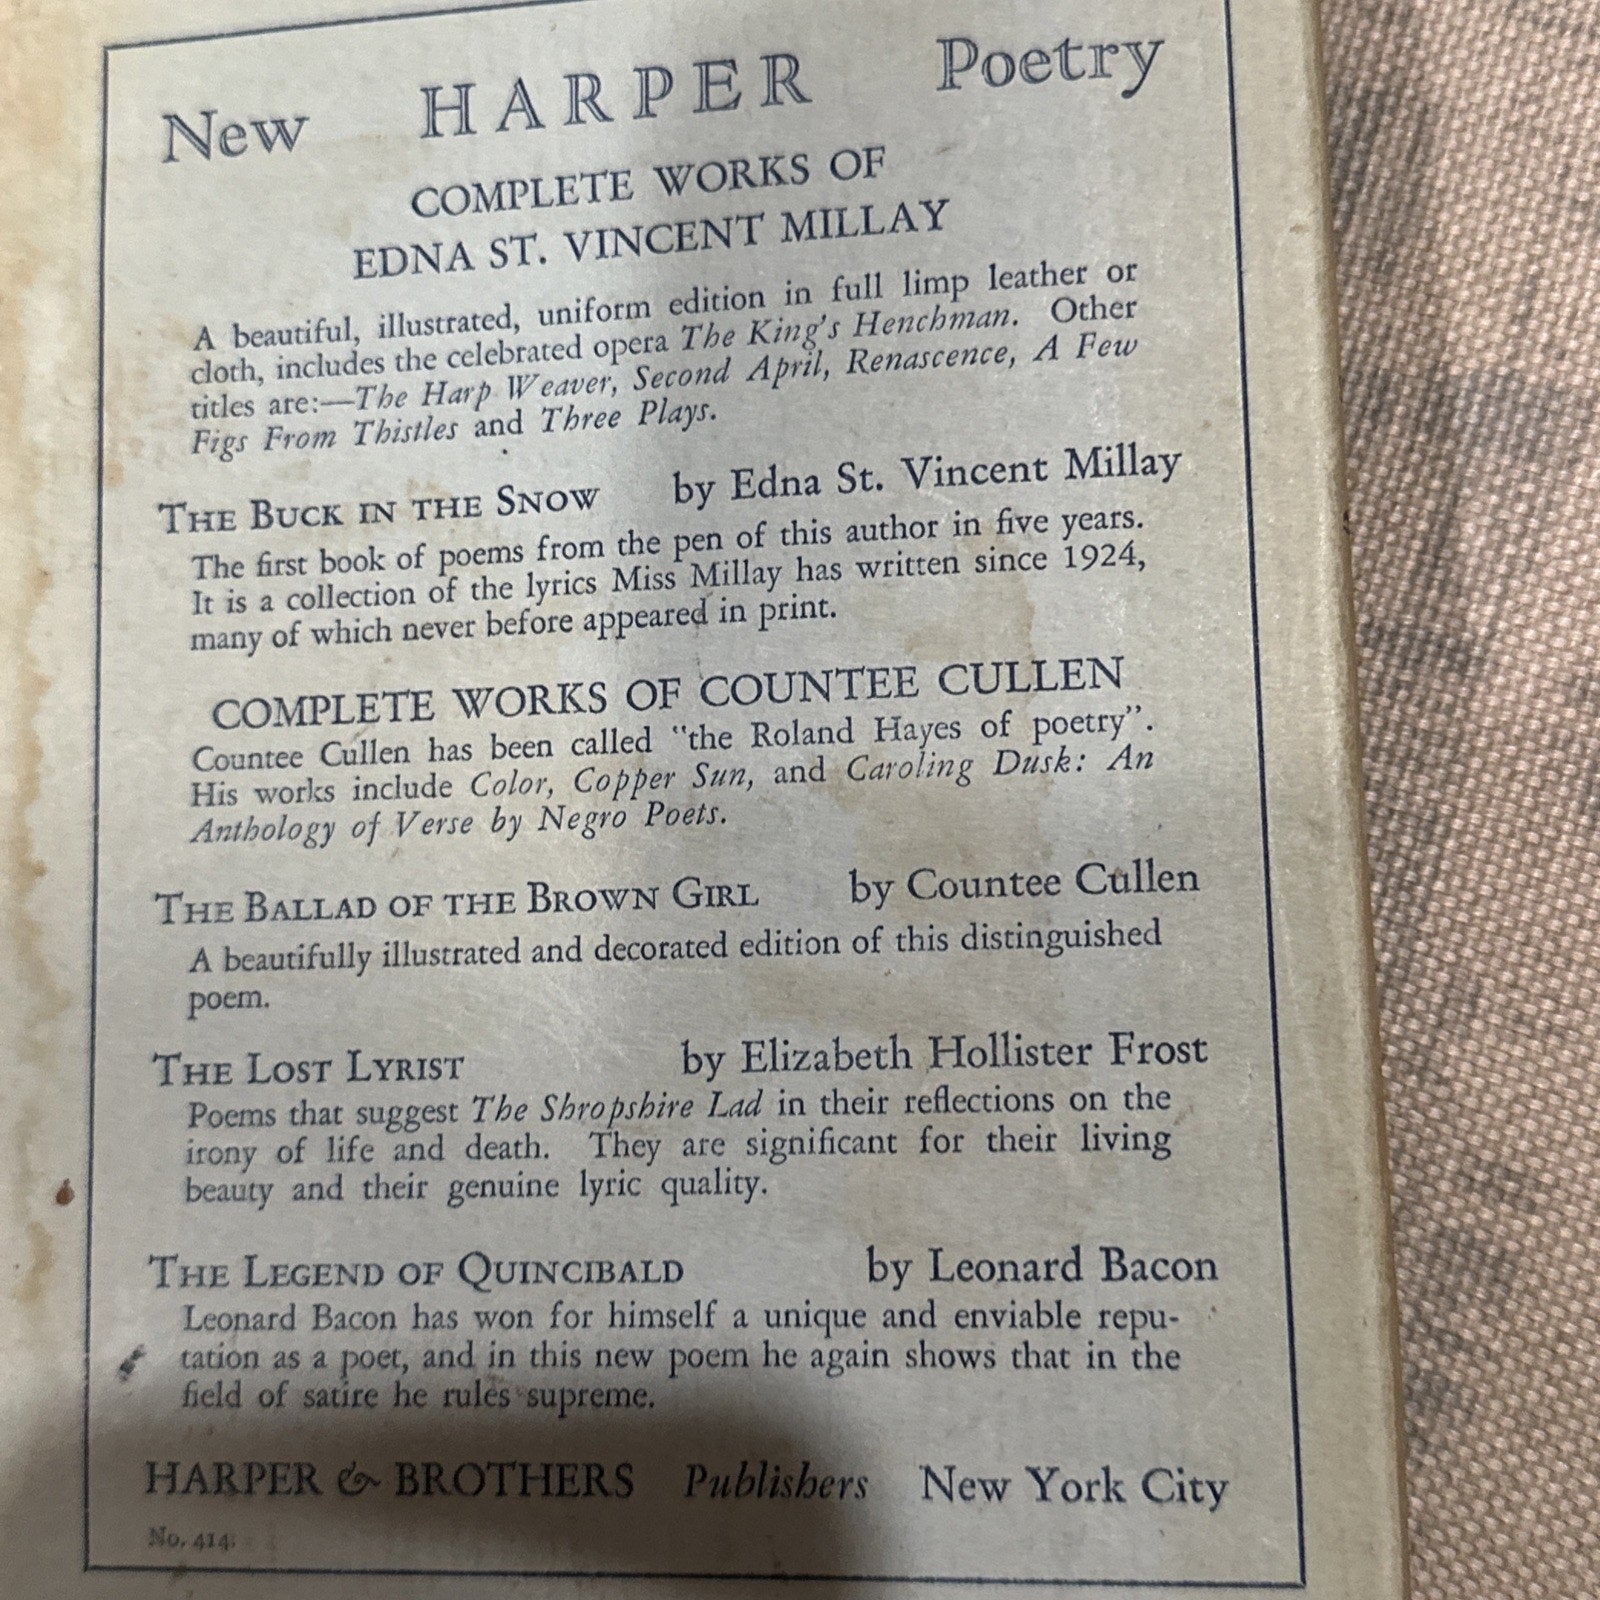 New HARPER Poetry
COMPLETE WORKS OF
EDNA ST. VINCENT MILLAY
A beautiful, illustrated, uniform edition in full limp leather or
cloth, includes the celebrated opera The King's Henchman. Other
titles are:—The Harp Weaver, Second April, Renascence, A Few
Figs From Thistles and Three Plays.
THE BUCK IN THE SNOW by Edna St. Vincent Millay
The first book of poems from the pen of this author in five years.
It is a collection of the lyrics Miss Millay has written since 1924,
many of which never before appeared in print.
COMPLETE WORKS OF COUNTEE CULLEN
Countee Cullen has been called "the Roland Hayes of poetry".
His works include Color, Copper Sun, and Caroling Dusk: An
Anthology of Verse by Negro Poets.
THE BALLAD OF THE BROWN GIRL by Countee Cullen
A beautifully illustrated and decorated edition of this distinguished
poem.
THE LOST LYRIST by Elizabeth Hollister Frost
Poems that suggest The Shropshire Lad in their reflections on the
irony of life and death. They are significant for their living
beauty and their genuine lyric quality.
THE LEGEND OF QUINCIBALD by Leonard Bacon
Leonard Bacon has won for himself a unique and enviable repu-
tation as a poet, and in this new poem he again shows that in the
field of satire he rules supreme.
HARPER & BROTHERS Publishers New York City
No. 414